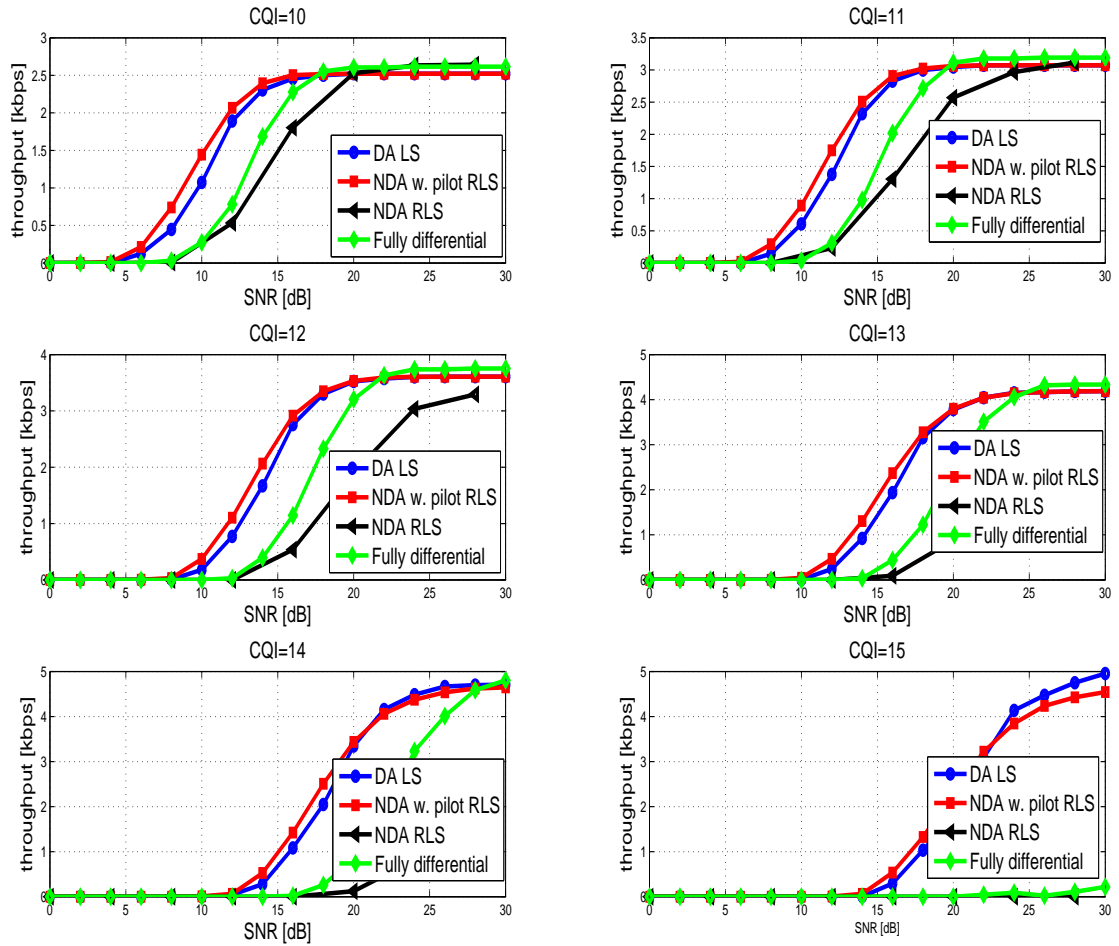 CQI=10
throughput [kbps]
3
2.5
2
1.5
1
0.5
0
0 5 10 15 20 25 30
SNR [dB]
DA LS
NDA w. pilot RLS
NDA RLS
Fully differential
CQI=11
throughput [kbps]
3.5
3
2.5
2
1.5
1
0.5
0
0 5 10 15 20 25 30
SNR [dB]
DA LS
NDA w. pilot RLS
NDA RLS
Fully differential
CQI=12
throughput [kbps]
4
3
2
1
0
0 5 10 15 20 25 30
SNR [dB]
DA LS
NDA w. pilot RLS
NDA RLS
Fully differential
CQI=13
throughput [kbps]
5
4
3
2
1
0
0 5 10 15 20 25 30
SNR [dB]
DA LS
NDA w. pilot RLS
NDA RLS
Fully differential
CQI=14
throughput [kbps]
5
4
3
2
1
0
0 5 10 15 20 25 30
SNR [dB]
DA LS
NDA w. pilot RLS
NDA RLS
Fully differential
CQI=15
throughput [kbps]
5
4
3
2
1
0
0 5 10 15 20 25 30
SNR [dB]
DA LS
NDA w. pilot RLS
NDA RLS
Fully differential